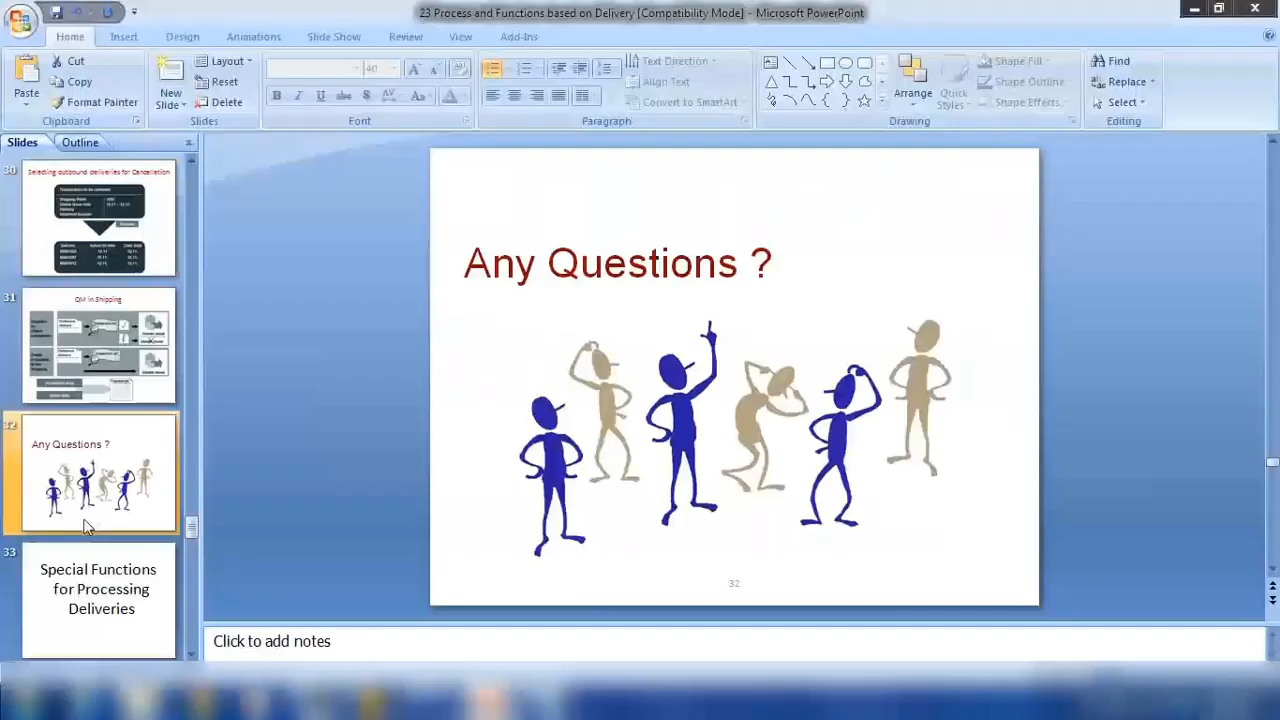 23 Process and Functions based on Delivery [Compatibility Mode] - Microsoft PowerPoint
Home Insert Design Animations Slide Show Review View Add-Ins
Paste
Cut
Copy
Format Painter
Clipboard
New
Slide
Layout
Reset
Delete
Slides
40
B I U abc S AV Aa A
Font
Text Direction
Align Text
Convert to SmartArt
Paragraph
Arrange
Quick
Styles
Shape Fill
Shape Outline
Shape Effects
Drawing
Find
Replace
Select
Editing
Slides Outline
30
Selecting outbound deliveries for Cancellation
31
QM in Shipping
32
Any Questions ?
33
Special Functions
for Processing
Deliveries
Any Questions ?
32
Click to add notes